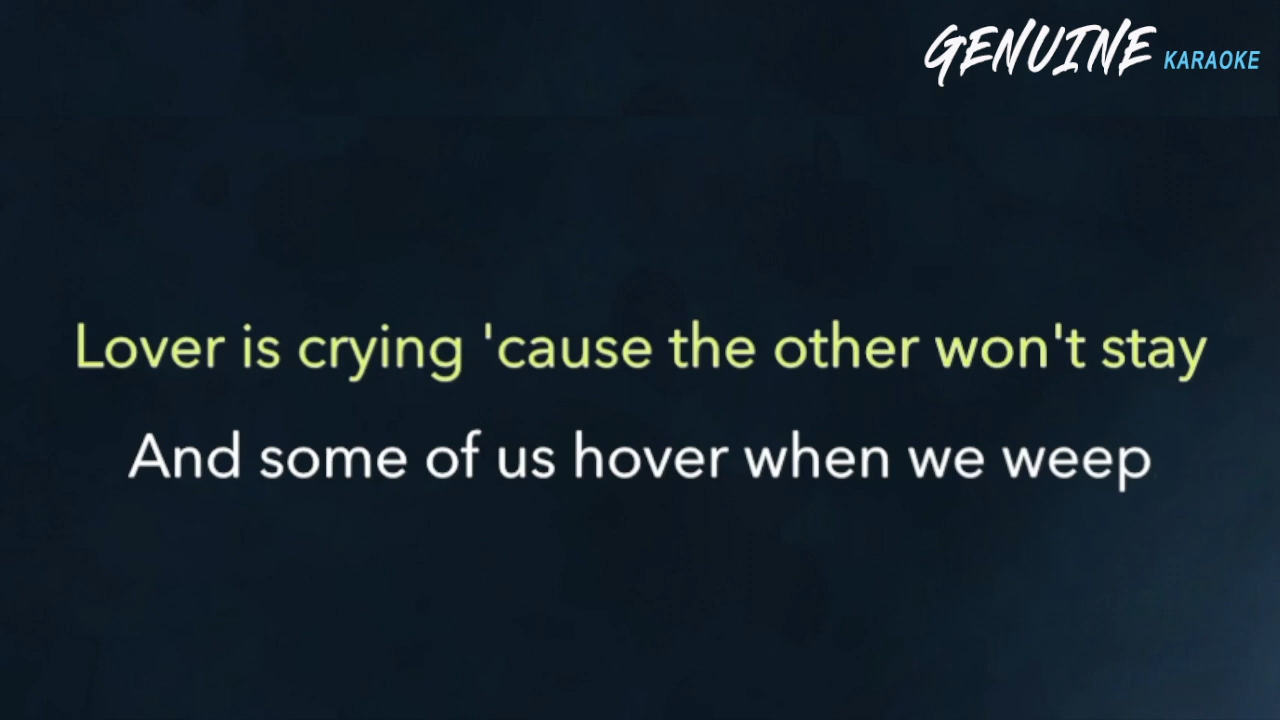 GENUINE KARAOKE
Lover is crying 'cause the other won't stay
And some of us hover when we weep